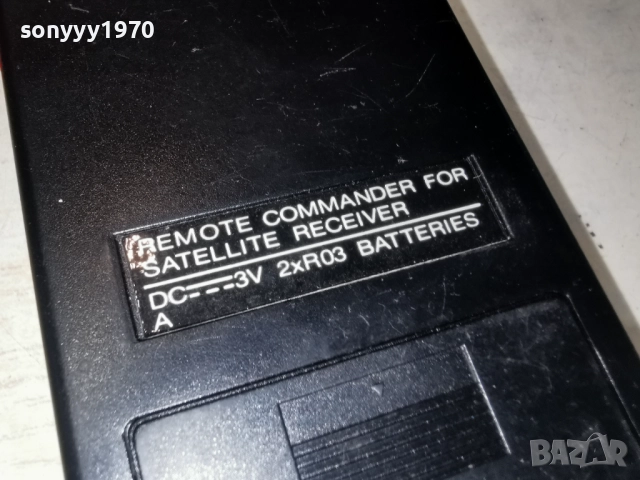 sonyyy1970
REMOTE COMMANDER FOR
SATELLITE RECEIVER
DC---3V 2xR03 BATTERIES
A
BAZAR